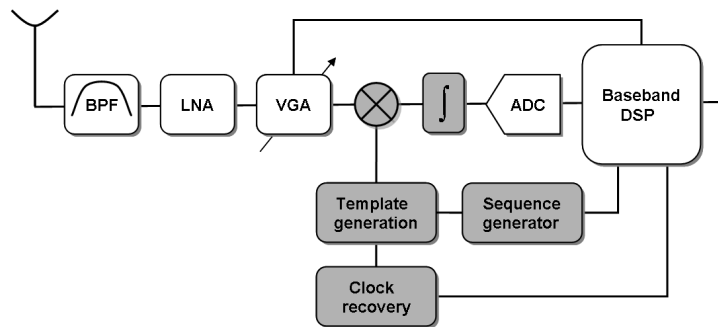 BPF
LNA
VGA
∫
ADC
Baseband
DSP
Template
generation
Sequence
generator
Clock
recovery